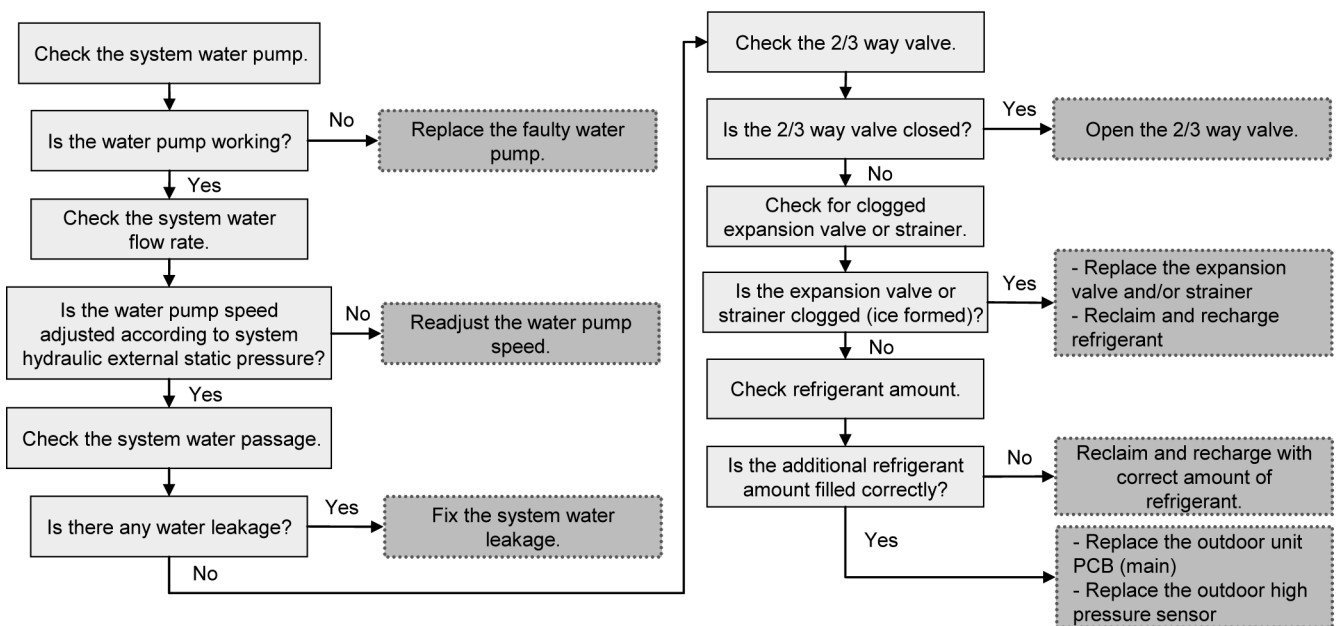 Check the system water pump.
Is the water pump working?
No
Replace the faulty water
pump.
Yes
Check the system water
flow rate.
Is the water pump speed
adjusted according to system
hydraulic external static pressure?
No
Readjust the water pump
speed.
Yes
Check the system water passage.
Is there any water leakage?
Yes
Fix the system water
leakage.
No
Check the 2/3 way valve.
Is the 2/3 way valve closed?
Yes
Open the 2/3 way valve.
No
Check for clogged
expansion valve or strainer.
Is the expansion valve or
strainer clogged (ice formed)?
Yes
- Replace the expansion
valve and/or strainer
- Reclaim and recharge
refrigerant
No
Check refrigerant amount.
Is the additional refrigerant
amount filled correctly?
No
Reclaim and recharge with
correct amount of
refrigerant.
Yes
- Replace the outdoor unit
PCB (main)
- Replace the outdoor high
pressure sensor